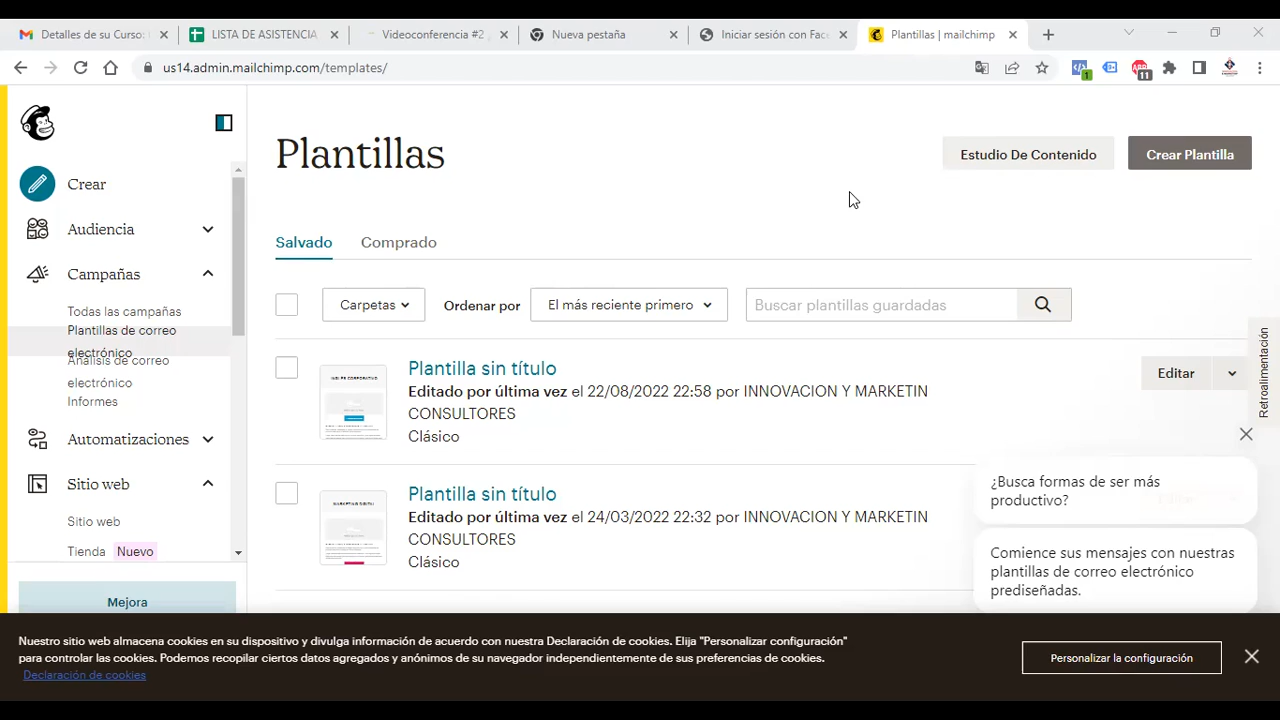 Detalles de su Curso:
LISTA DE ASISTENCIA
Videoconferencia #2
Nueva pestaña
Iniciar sesión con Fac
Plantillas | mailchimp
us14.admin.mailchimp.com/templates/
1
11
Crear
Audiencia
Campañas
Todas las campañas
Plantillas de correo
electrónico
Análisis de correo
electrónico
Informes
Automatizaciones
Sitio web
Sitio web
Tienda Nuevo
Mejora
Plantillas
Estudio De Contenido
Crear Plantilla
Salvado
Comprado
Carpetas
Ordenar por
El más reciente primero
Buscar plantillas guardadas
Plantilla sin título
Editado por última vez el 22/08/2022 22:58 por INNOVACION Y MARKETIN
CONSULTORES
Clásico
Editar
Plantilla sin título
Editado por última vez el 24/03/2022 22:32 por INNOVACION Y MARKETIN
CONSULTORES
Clásico
Retroalimentación
¿Busca formas de ser más
productivo?
Comience sus mensajes con nuestras
plantillas de correo electrónico
prediseñadas.
Nuestro sitio web almacena cookies en su dispositivo y divulga información de acuerdo con nuestra Declaración de cookies. Elija "Personalizar configuración"
para controlar las cookies. Podemos recopilar ciertos datos agregados y anónimos de su navegador independientemente de sus preferencias de cookies.
Declaración de cookies
Personalizar la configuración